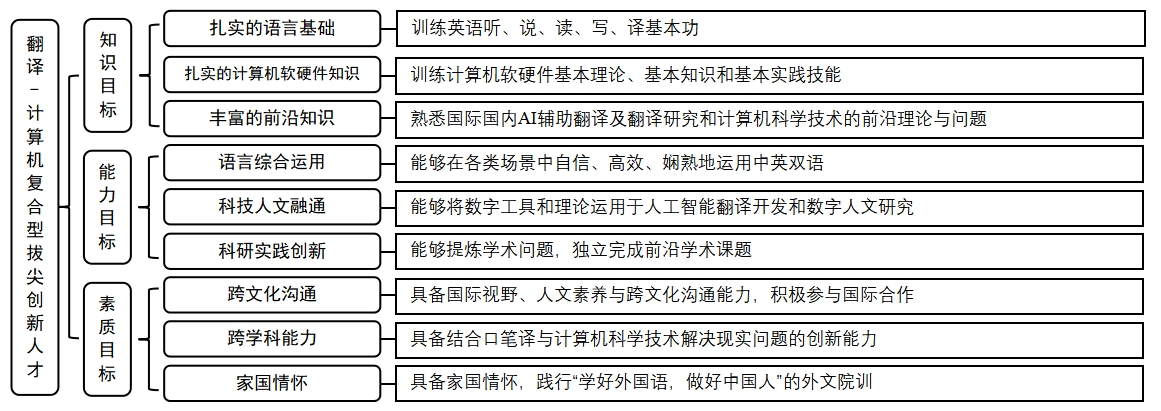 翻译-计算机复合型拔尖创新人才
知识目标
扎实的语言基础
训练英语听、说、读、写、译基本功
扎实的计算机软硬件知识
训练计算机软硬件基本理论、基本知识和基本实践技能
丰富的前沿知识
熟悉国际国内AI辅助翻译及翻译研究和计算机科学技术的前沿理论与问题
能力目标
语言综合运用
能够在各类场景中自信、高效、娴熟地运用中英双语
科技人文融通
能够将数字工具和理论运用于人工智能翻译开发和数字人文研究
科研实践创新
能够提炼学术问题，独立完成前沿学术课题
素质目标
跨文化沟通
具备国际视野、人文素养与跨文化沟通能力，积极参与国际合作
跨学科能力
具备结合口笔译与计算机科学技术解决现实问题的创新能力
家国情怀
具备家国情怀，践行“学好外国语，做好中国人”的外文院训